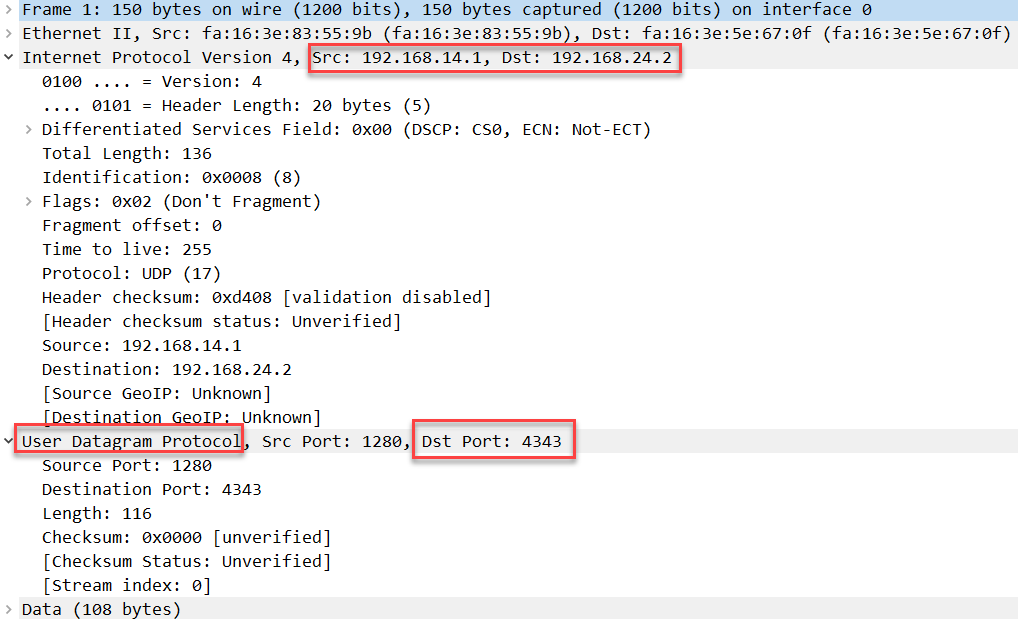 Frame 1: 150 bytes on wire (1200 bits), 150 bytes captured (1200 bits) on interface 0
Ethernet II, Src: fa:16:3e:83:55:9b (fa:16:3e:83:55:9b), Dst: fa:16:3e:5e:67:0f (fa:16:3e:5e:67:0f)
Internet Protocol Version 4, Src: 192.168.14.1, Dst: 192.168.24.2
0100 .... = Version: 4
.... 0101 = Header Length: 20 bytes (5)
Differentiated Services Field: 0x00 (DSCP: CS0, ECN: Not-ECT)
Total Length: 136
Identification: 0x0008 (8)
Flags: 0x02 (Don't Fragment)
Fragment offset: 0
Time to live: 255
Protocol: UDP (17)
Header checksum: 0xd408 [validation disabled]
[Header checksum status: Unverified]
Source: 192.168.14.1
Destination: 192.168.24.2
[Source GeoIP: Unknown]
[Destination GeoIP: Unknown]
User Datagram Protocol, Src Port: 1280, Dst Port: 4343
Source Port: 1280
Destination Port: 4343
Length: 116
Checksum: 0x0000 [unverified]
[Checksum Status: Unverified]
[Stream index: 0]
Data (108 bytes)